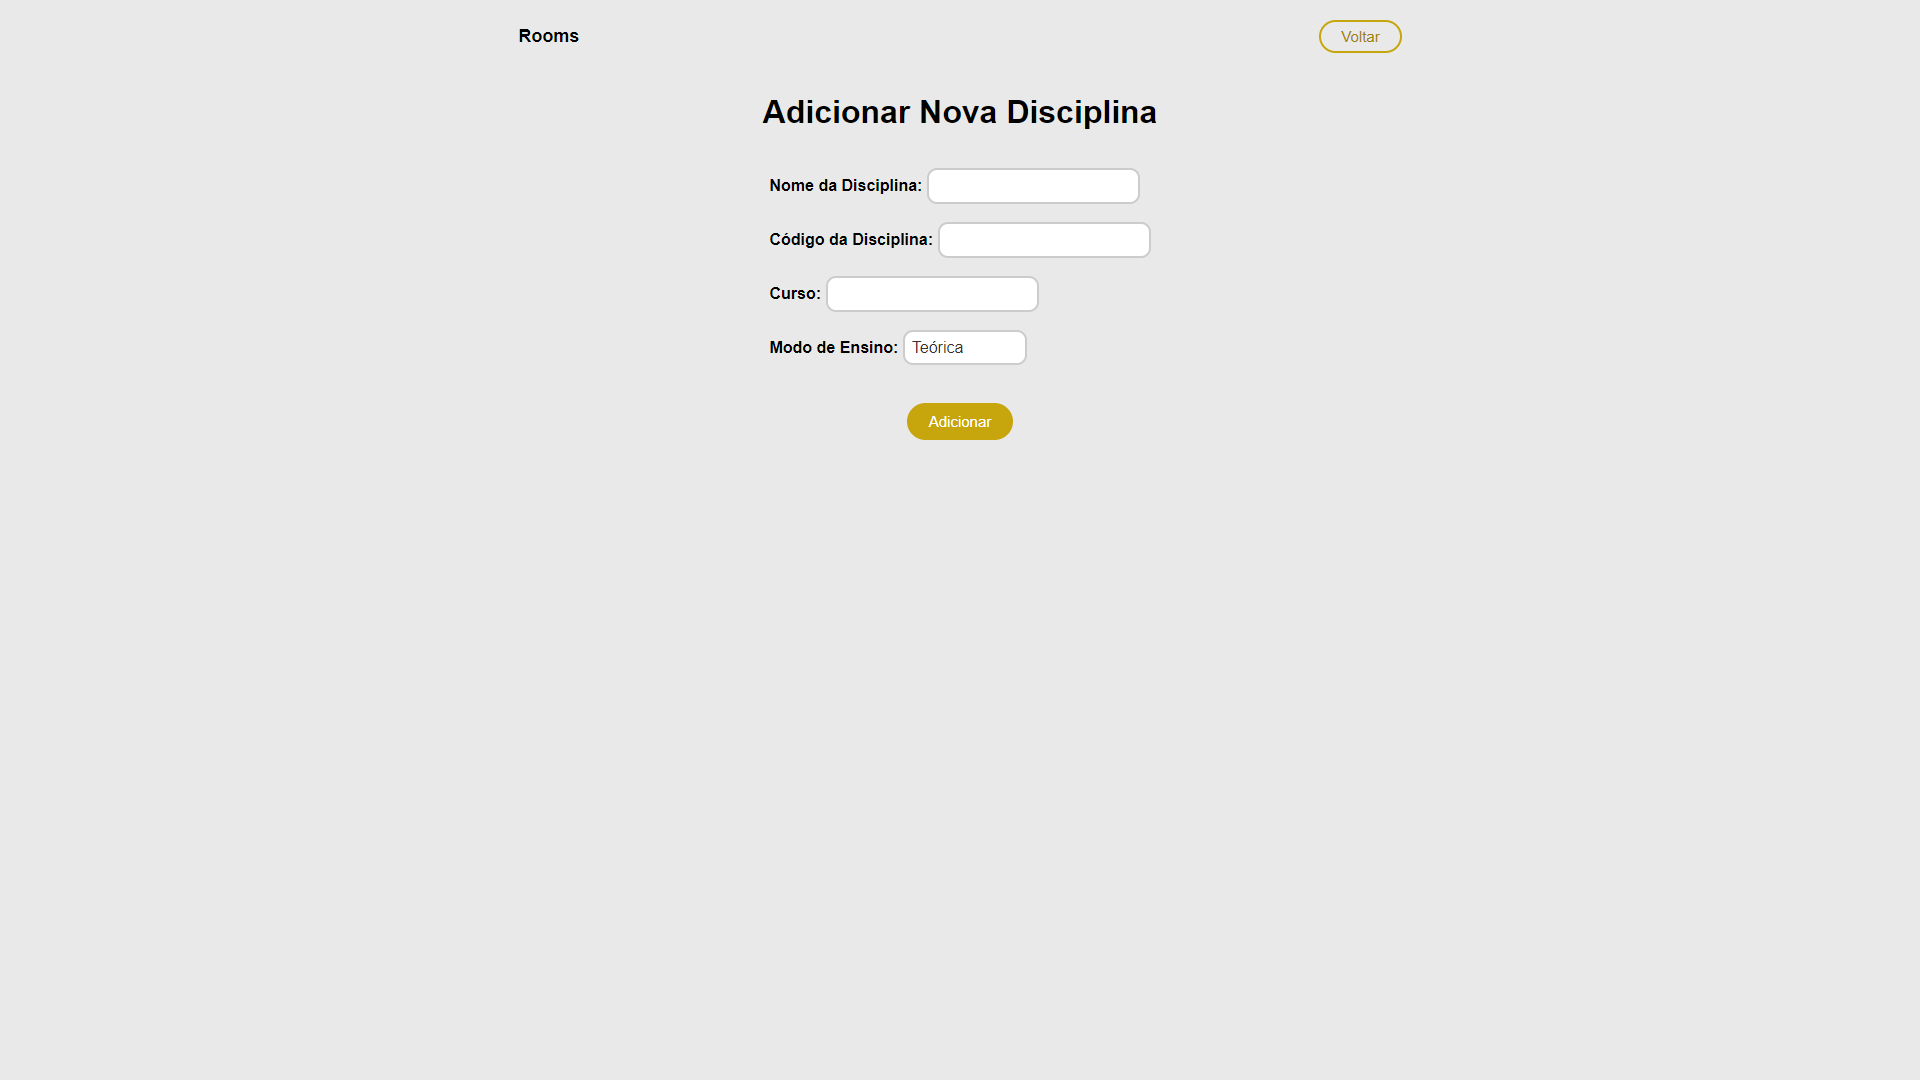 Rooms
Voltar
Adicionar Nova Disciplina
Nome da Disciplina:
Código da Disciplina:
Curso:
Modo de Ensino: Teórica
Adicionar